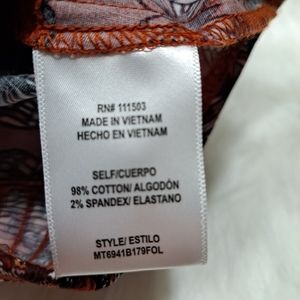 RN# 111503
MADE IN VIETNAM
HECHO EN VIETNAM
SELF/CUERPO
98% COTTON/ ALGODÓN
2% SPANDEX/ ELASTANO
STYLE/ ESTILO
MT6941B179FOL